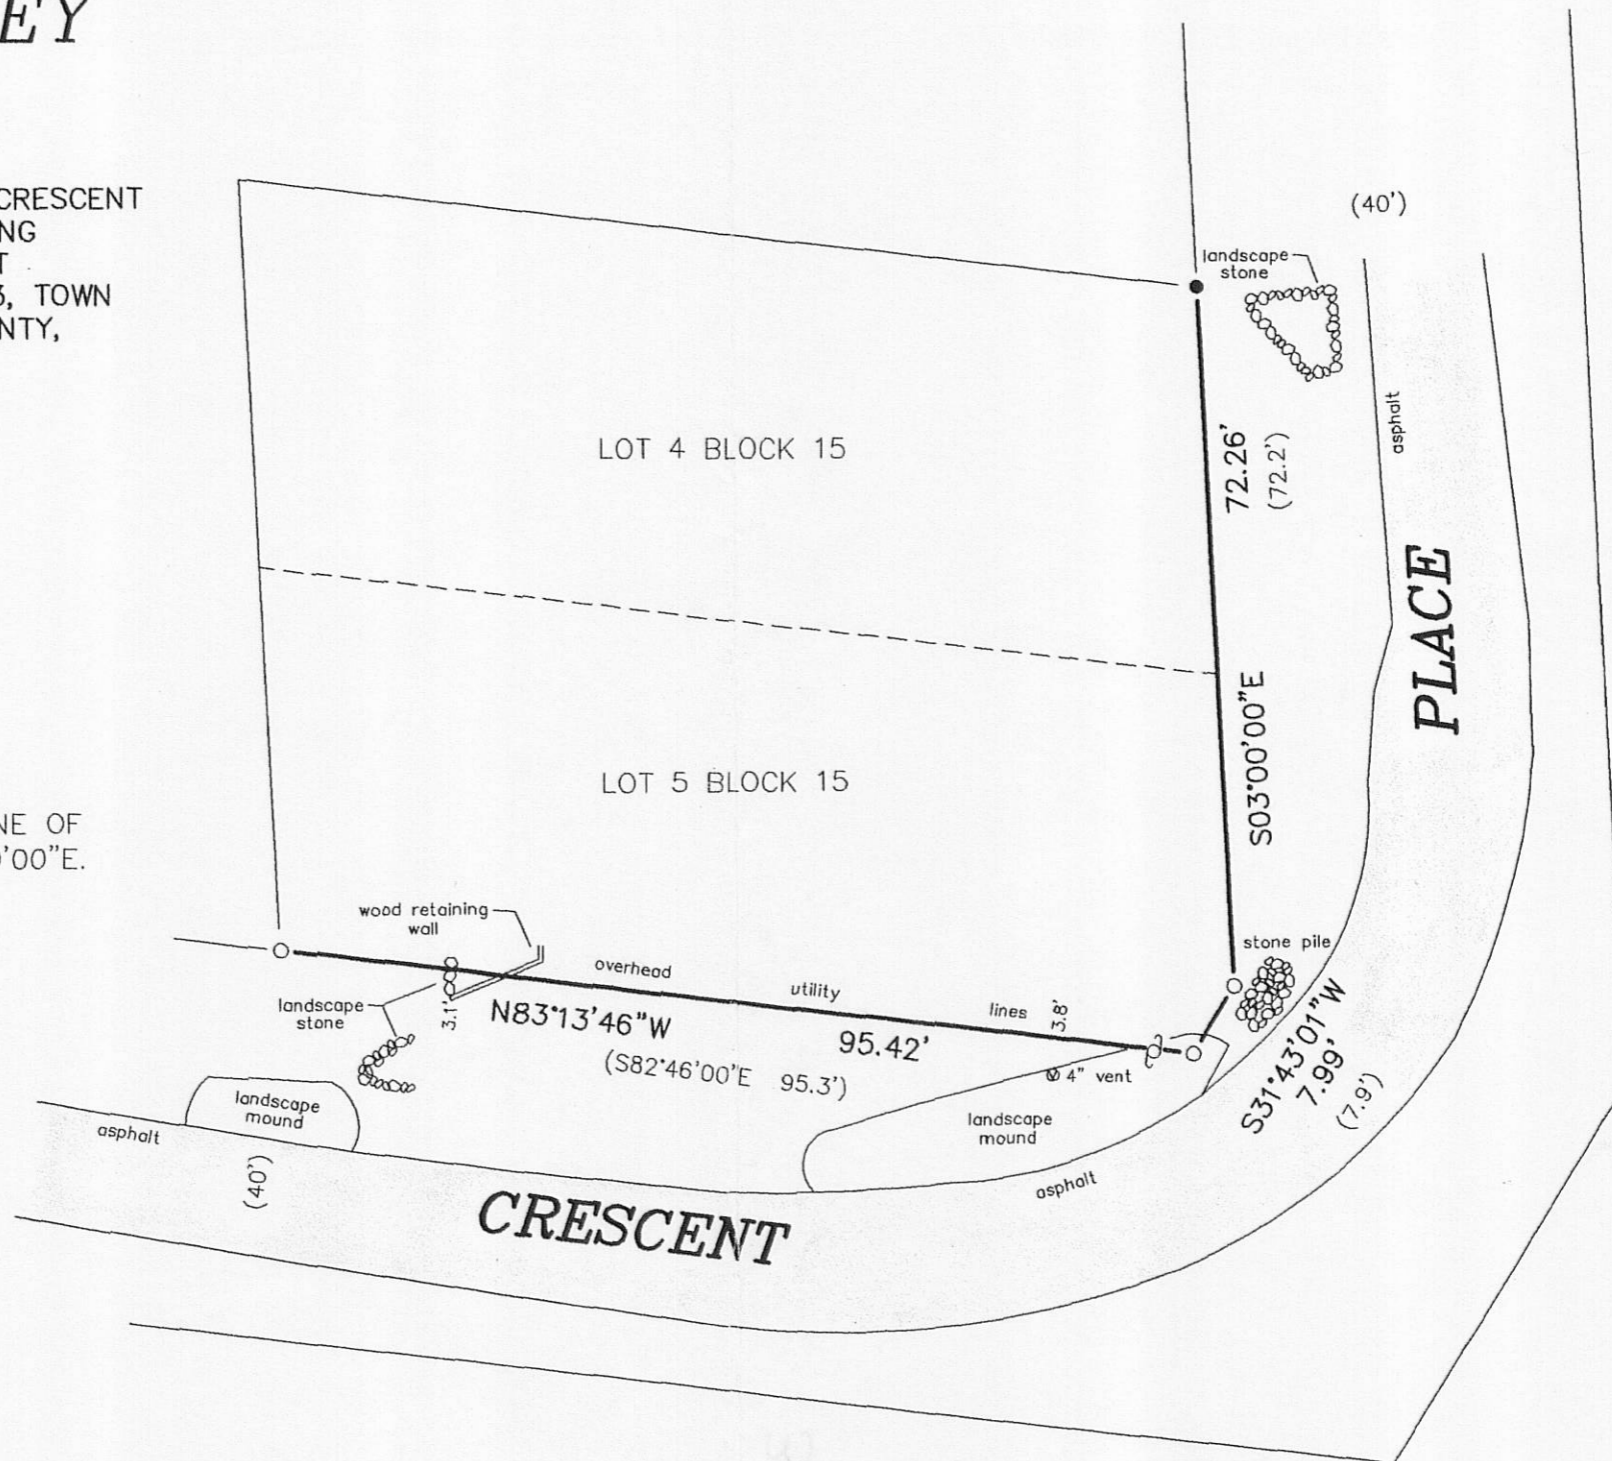 EY
CRESCENT
NG
T
3, TOWN
NTY,
(40')
landscape
stone
asphalt
LOT 4 BLOCK 15
72.26'
(72.2')
PLACE
S03°00'00"E
LOT 5 BLOCK 15
NE OF
0'00"E.
wood retaining
wall
stone pile
overhead
utility
lines
3.8'
landscape
stone
3.1'
N83°13'46"W
95.42'
(S82°46'00'E 95.3')
4" vent
S31°43'01"W
7.99'
(7.9')
landscape
mound
landscape
mound
asphalt
(40')
asphalt
CRESCENT